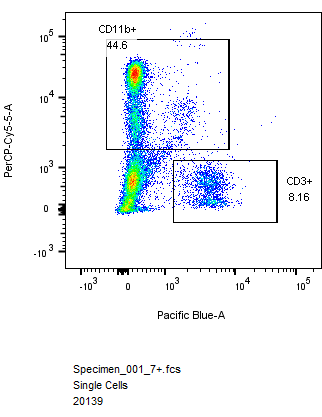 CD11b+
44.6
PerCP-Cy5-5-A
10^5
10^4
10^3
0
-10^3
CD3+
8.16
-10^3 0 10^3 10^4 10^5
Pacific Blue-A
Specimen_001_7+.fcs
Single Cells
20139